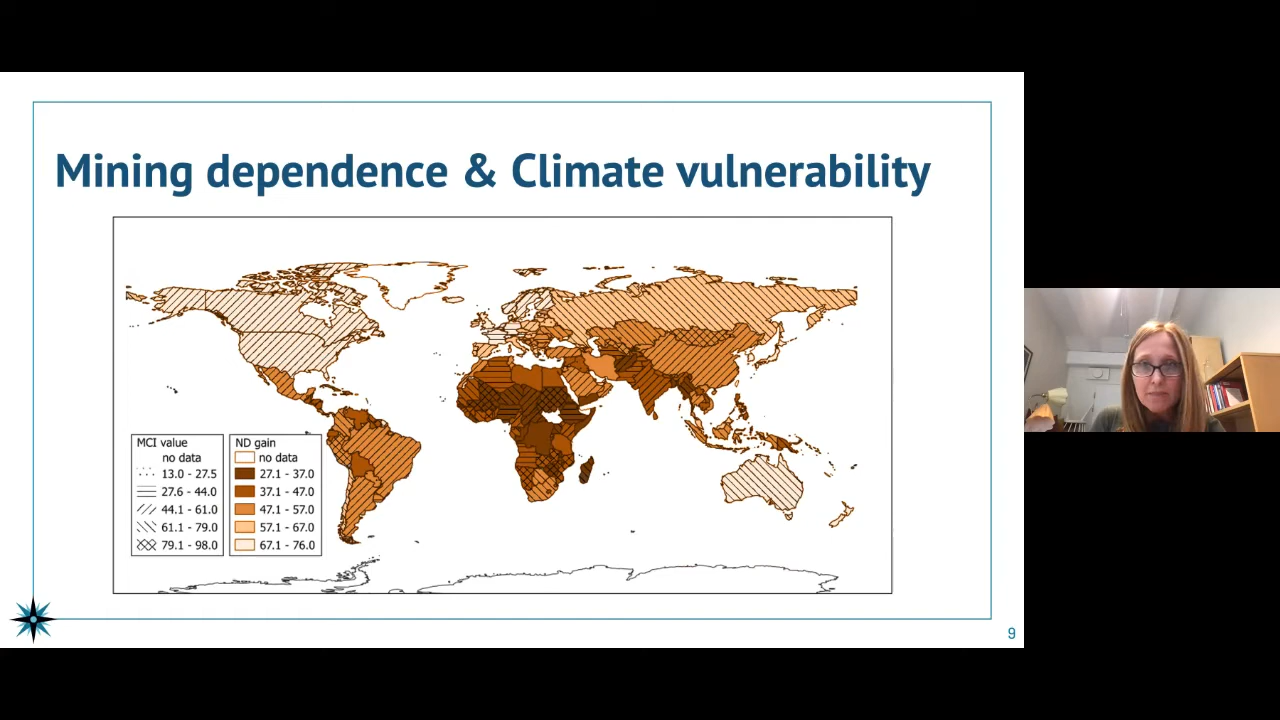 Mining dependence & Climate vulnerability
MCI value
no data
13.0 - 27.5
27.6 - 44.0
44.1 - 61.0
61.1 - 79.0
79.1 - 98.0
ND gain
no data
27.1 - 37.0
37.1 - 47.0
47.1 - 57.0
57.1 - 67.0
67.1 - 76.0
9